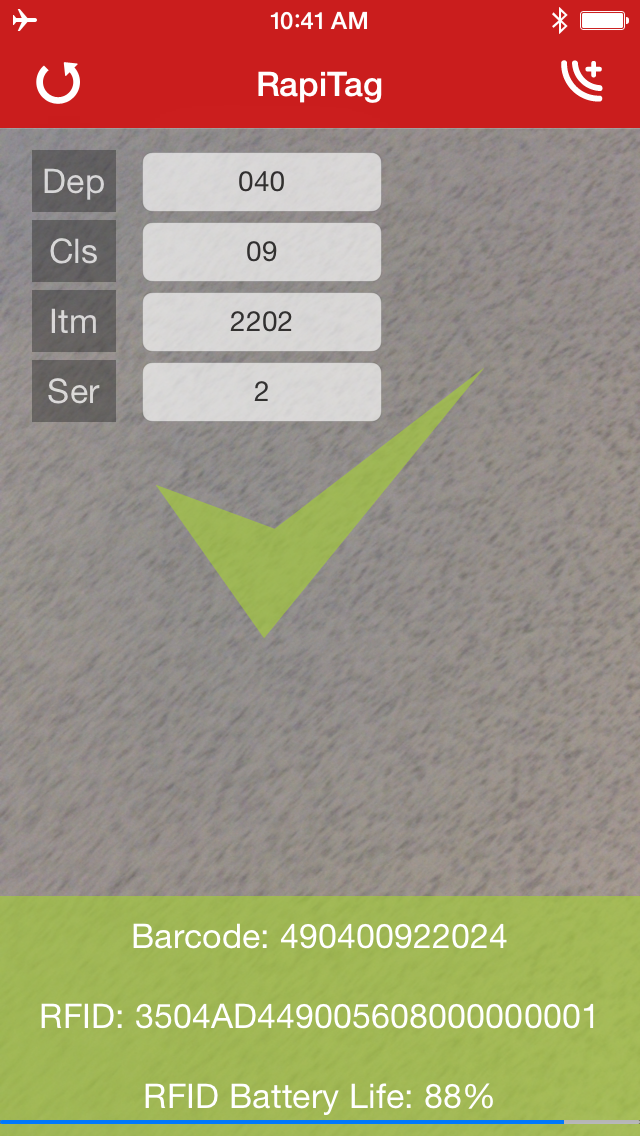 10:41 AM
RapiTag
Dep 040
Cls 09
Itm 2202
Ser 2
Barcode: 490400922024
RFID: 3504AD449005608000000001
RFID Battery Life: 88%